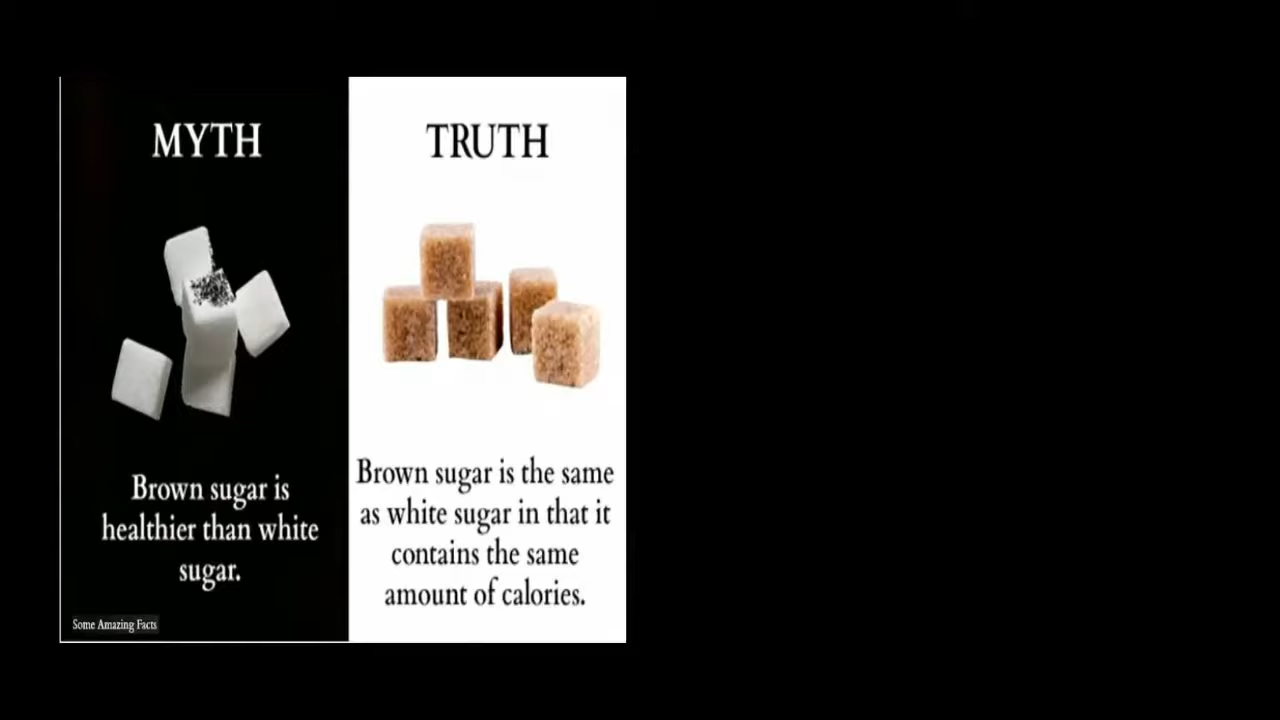 MYTH
Brown sugar is
healthier than white
sugar.
Some Amazing Facts
TRUTH
Brown sugar is the same
as white sugar in that it
contains the same
amount of calories.